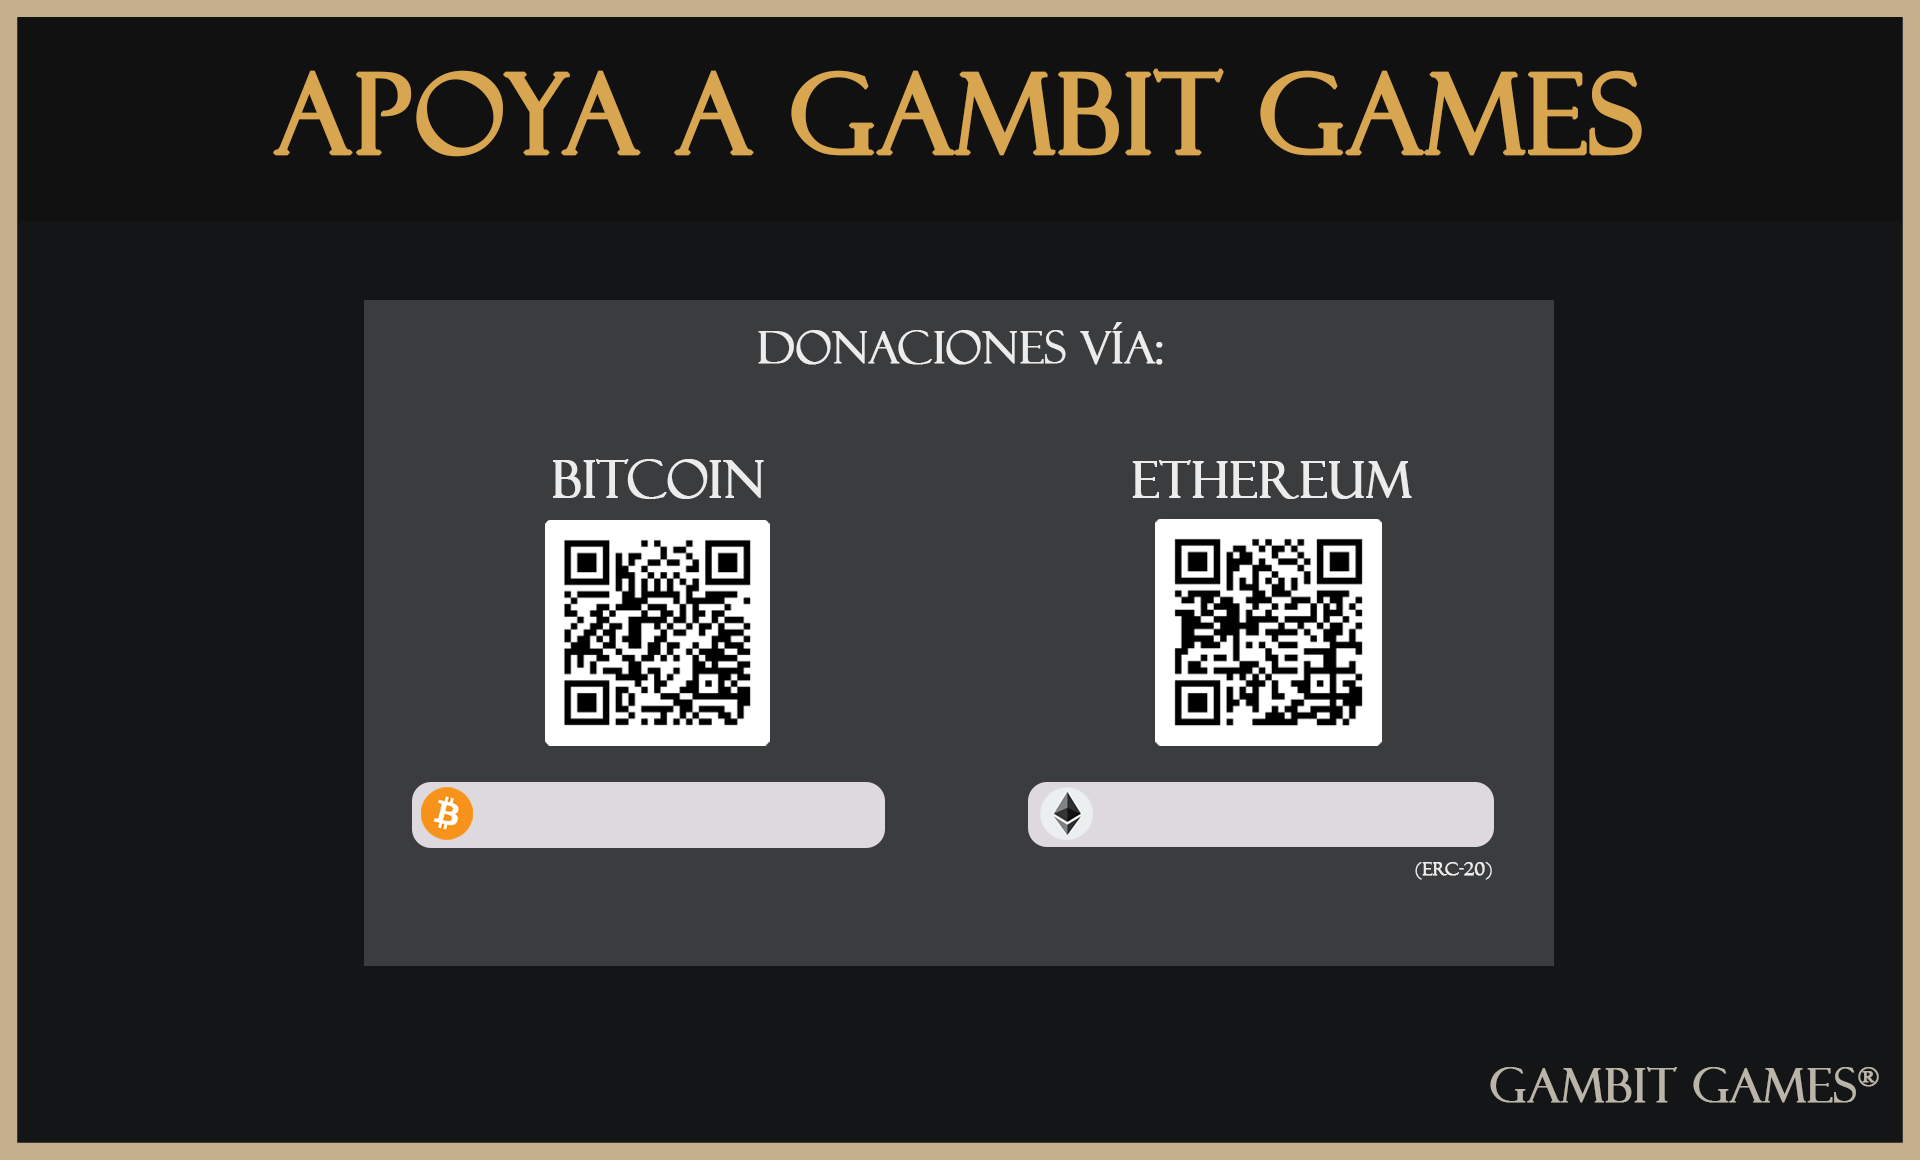 APOYA A GAMBIT GAMES
DONACIONES VÍA:
BITCOIN
ETHEREUM
(ERC-20)
GAMBIT GAMES®